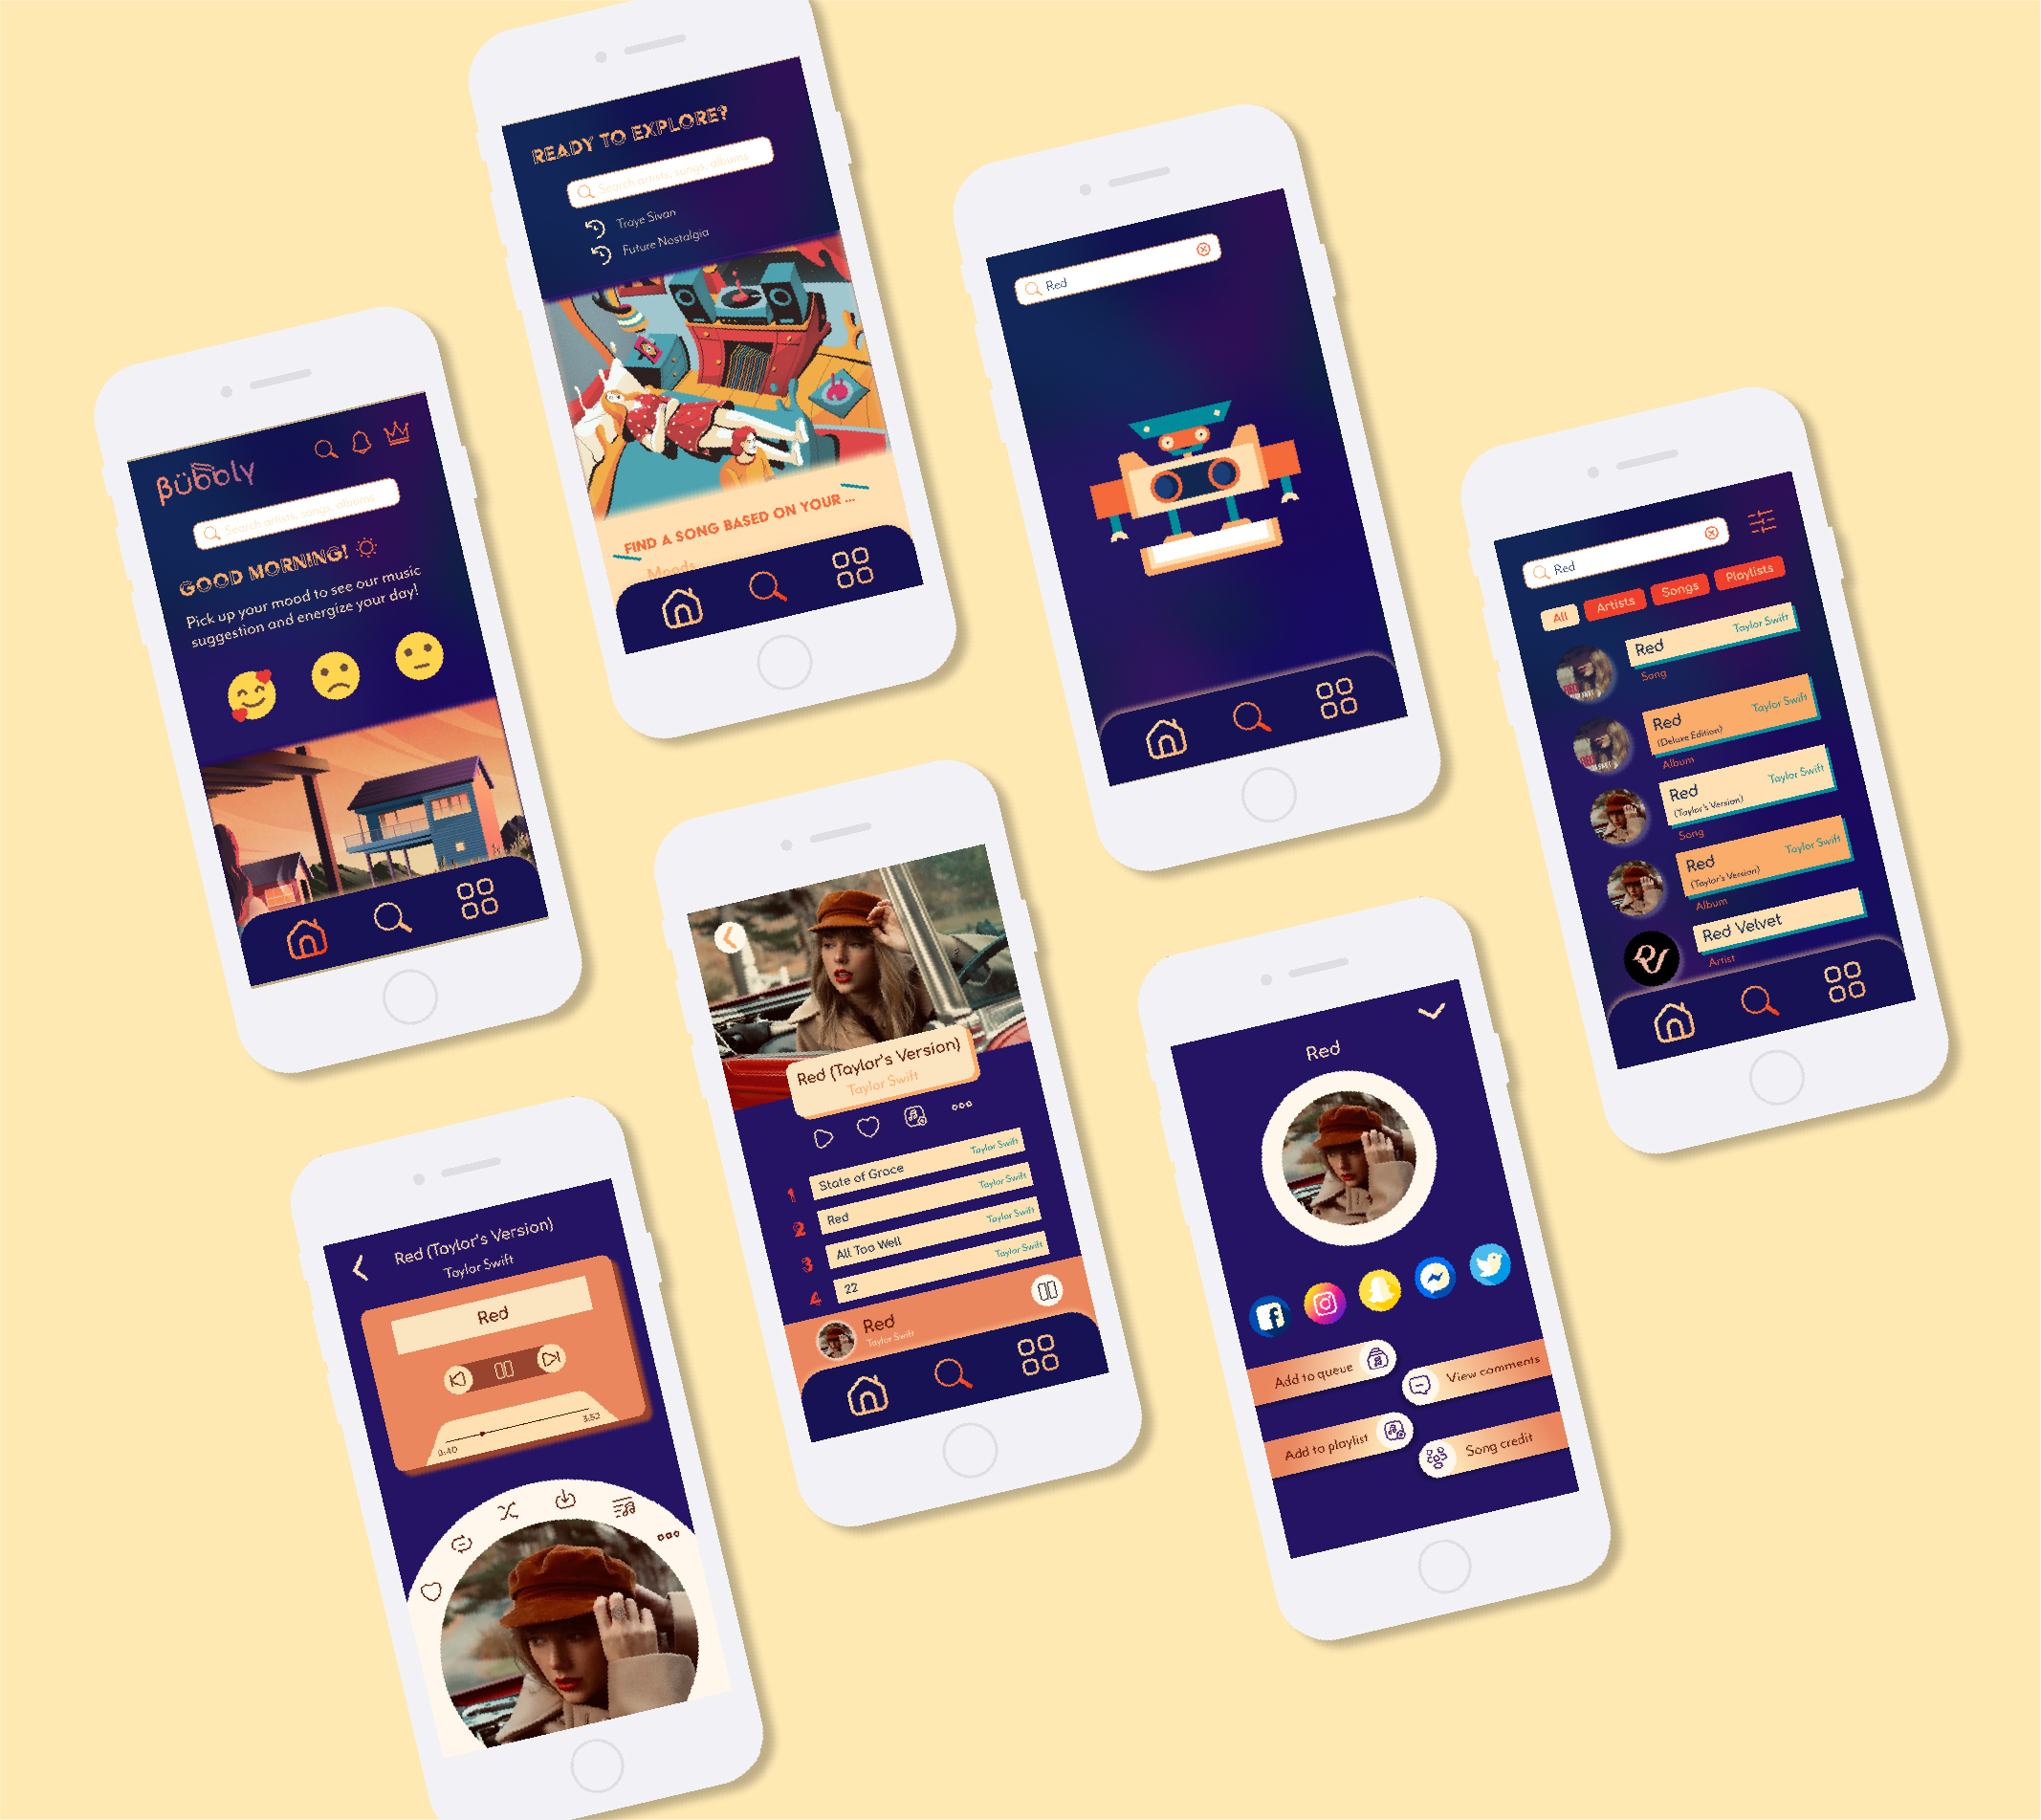 READY TO EXPLORE?
Search artists, songs, albums
Troye Sivan
Future Nostalgia
FIND A SONG BASED ON YOUR ...
Moods
Red
Bübbly
Search artists, songs, albums
GOOD MORNING!
Pick up your mood to see our music
suggestion and energize your day!
Red
All
Artists
Songs
Playlists
Red
Taylor Swift
Song
Red
Taylor Swift
(Deluxe Edition)
Album
Red
Taylor Swift
(Taylor's Version)
Song
Red
Taylor Swift
(Taylor's Version)
Album
Red Velvet
Artist
Red (Taylor's Version)
Taylor Swift
1
State of Grace
Taylor Swift
2
Red
Taylor Swift
3
All Too Well
Taylor Swift
4
22
Taylor Swift
Red
Taylor Swift
Red
Add to queue
View comments
Add to playlist
Song credit
Red (Taylor's Version)
Taylor Swift
Red
0:40
3:52